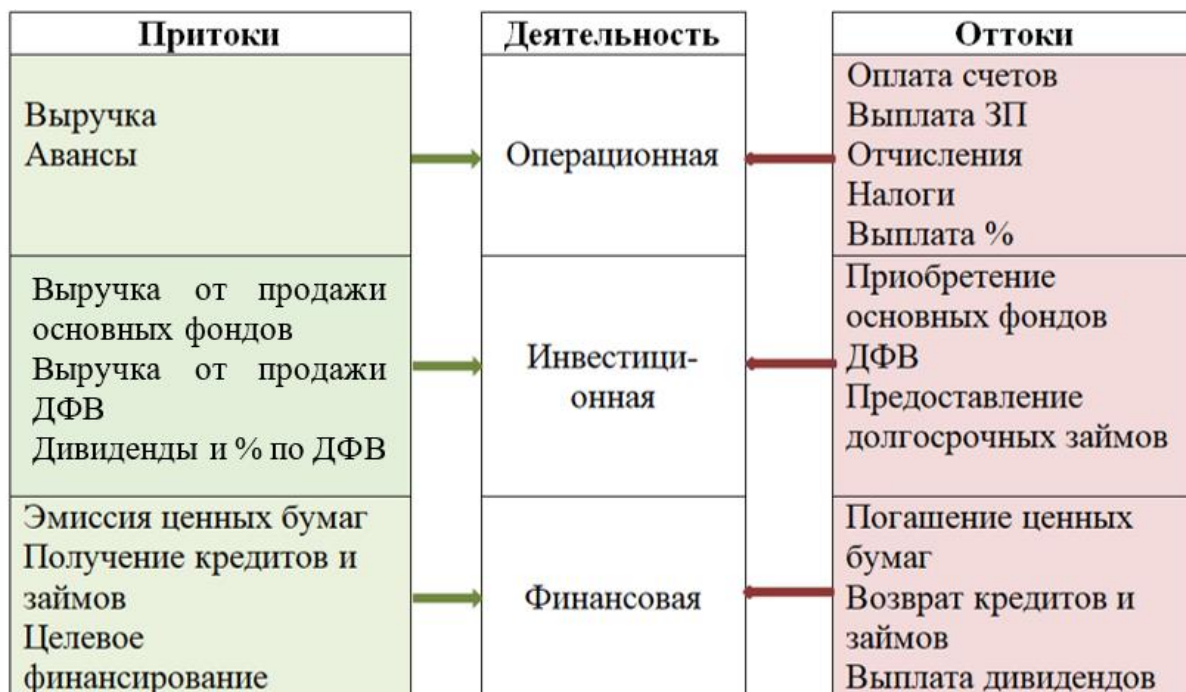 Притоки
Деятельность
Оттоки
Выручка
Авансы
Операционная
Оплата счетов
Выплата ЗП
Отчисления
Налоги
Выплата %
Выручка от продажи
основных фондов
Выручка от продажи
ДФВ
Дивиденды и % по ДФВ
Инвестици-
онная
Приобретение
основных фондов
ДФВ
Предоставление
долгосрочных займов
Эмиссия ценных бумаг
Получение кредитов и
займов
Целевое
финансирование
Финансовая
Погашение ценных
бумаг
Возврат кредитов и
займов
Выплата дивидендов